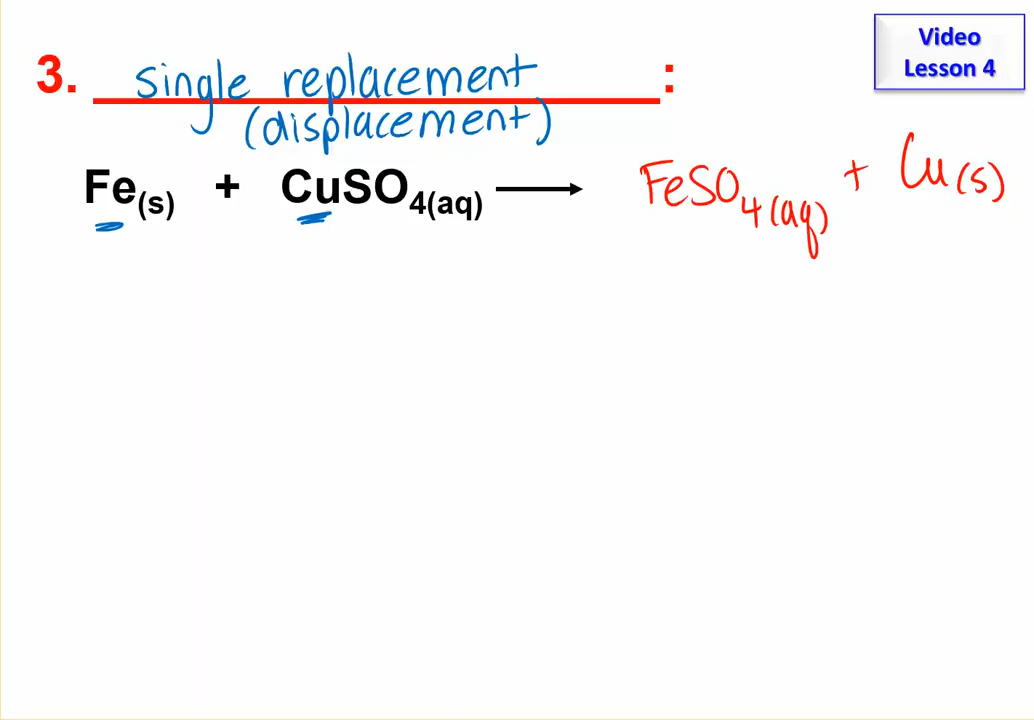 Video
Lesson 4
3. single replacement :
(displacement)
Fe(s) + CuSO4(aq) ⟶ FeSO4(aq) + Cu(s)